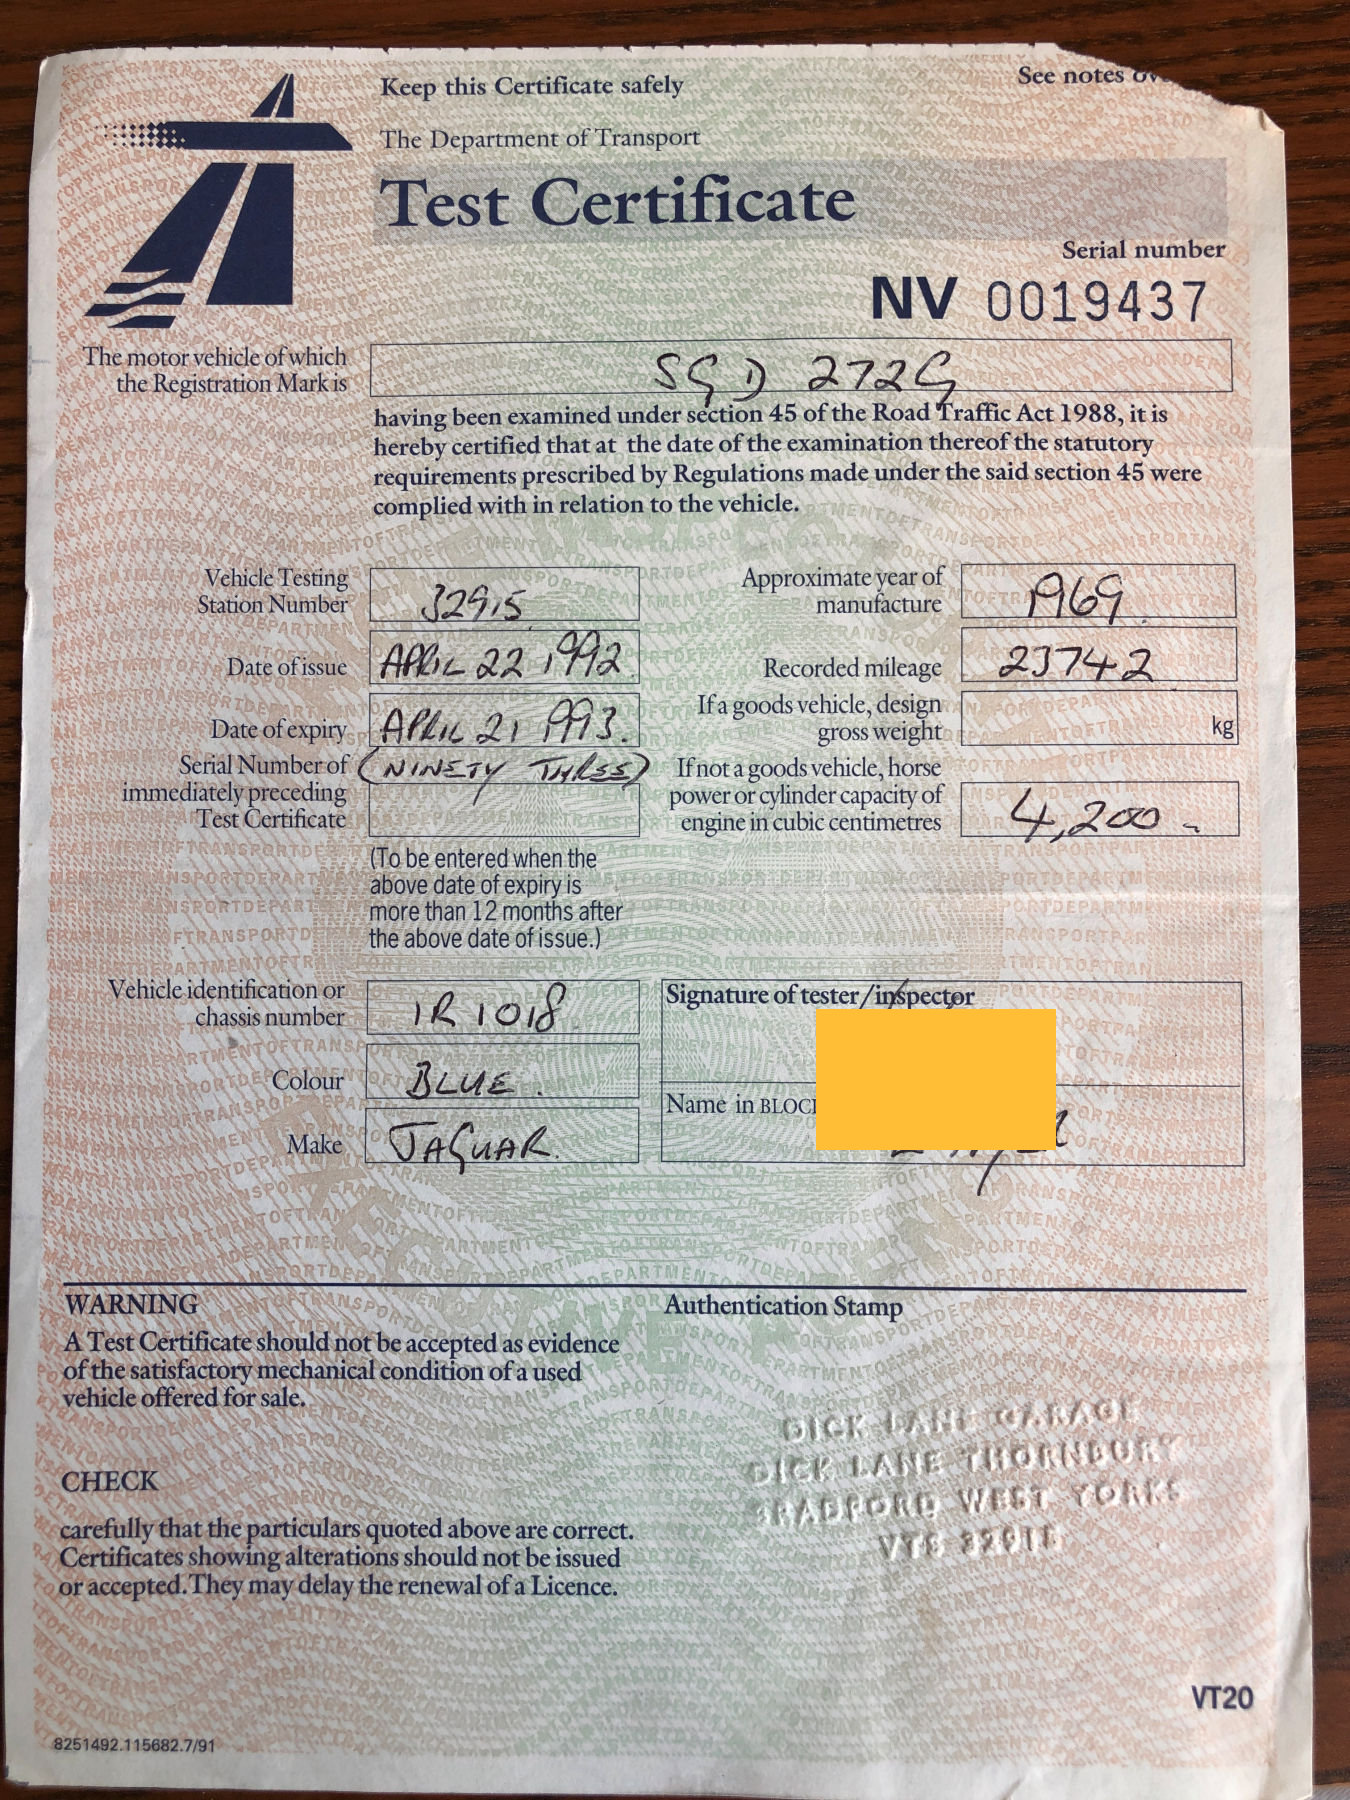 Keep this Certificate safely
See notes
The Department of Transport
Test Certificate
Serial number
NV 0019437
The motor vehicle of which
the Registration Mark is
SGD 272G
having been examined under section 45 of the Road Traffic Act 1988, it is
hereby certified that at the date of the examination thereof the statutory
requirements prescribed by Regulations made under the said section 45 were
complied with in relation to the vehicle.
Vehicle Testing
Station Number
32915
Approximate year of
manufacture
1969
Date of issue
APRIL 22 1992
Recorded mileage
23742
Date of expiry
APRIL 21 1993.
(NINETY THREE)
If a goods vehicle, design
gross weight
kg
Serial Number of
immediately preceding
Test Certificate
If not a goods vehicle, horse
power or cylinder capacity of
engine in cubic centimetres
4,200
(To be entered when the
above date of expiry is
more than 12 months after
the above date of issue.)
Vehicle identification or
chassis number
1R1018
Signature of tester/inspector
Colour
BLUE.
Name in
Make
JAGUAR.
WARNING
A Test Certificate should not be accepted as evidence
of the satisfactory mechanical condition of a used
vehicle offered for sale.
Authentication Stamp
DICK LANE GARAGE
DICK LANE THORNBURY
BRADFORD WEST YORKS
VTS 32915
CHECK
carefully that the particulars quoted above are correct.
Certificates showing alterations should not be issued
or accepted. They may delay the renewal of a Licence.
VT20
8251492.115682.7/91